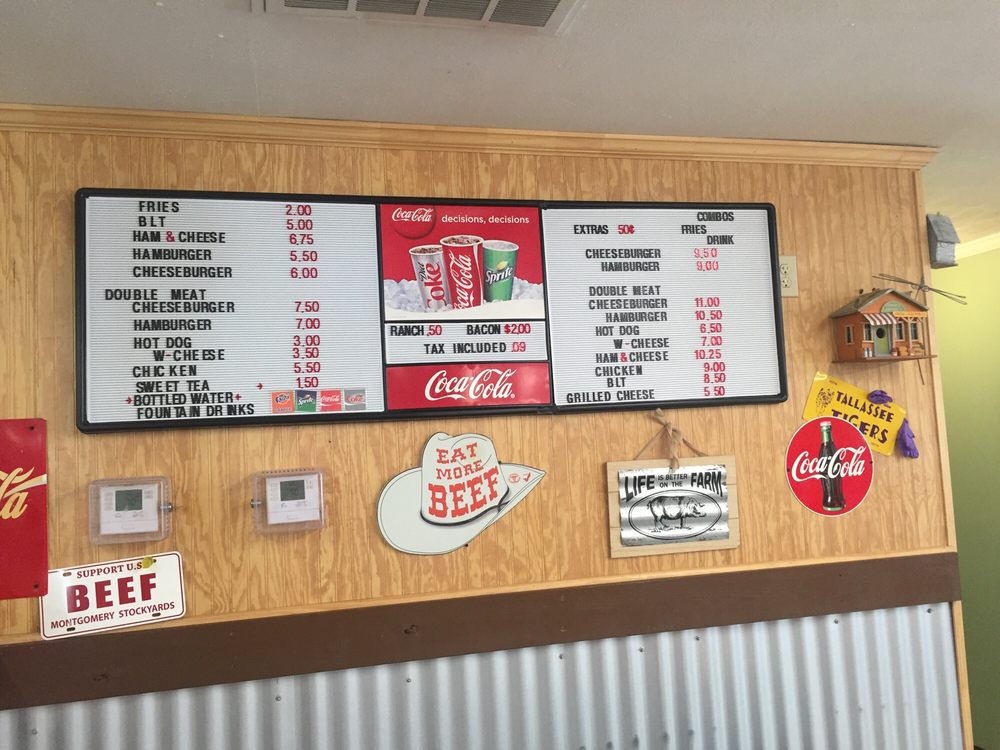 FRIES 2.00
BLT 5.00
HAM & CHEESE 6.75
HAMBURGER 5.50
CHEESEBURGER 6.00
DOUBLE MEAT
CHEESEBURGER 7.50
HAMBURGER 7.00
HOT DOG 3.00
W-CHEESE 3.50
CHICKEN 5.50
SWEET TEA 1.50
BOTTLED WATER
FOUNTAIN DRINKS
Sprite
Coca-Cola
Coca-Cola
decisions, decisions
Coke
Coca-Cola
Sprite
RANCH .50 BACON $2.00
TAX INCLUDED .09
Coca-Cola
COMBOS
EXTRAS 50¢ FRIES
DRINK
CHEESEBURGER 9.50
HAMBURGER 9.00
DOUBLE MEAT
CHEESEBURGER 11.00
HAMBURGER 10.50
HOT DOG 6.50
W-CHEESE 7.00
HAM & CHEESE 10.25
CHICKEN 9.00
BLT 8.50
GRILLED CHEESE 5 50
EAT
MORE
BEEF
LIFE IS BETTER
ON THE FARM
TALLASSEE
TIGERS
Coca-Cola
SUPPORT U.S
BEEF
MONTGOMERY STOCKYARDS